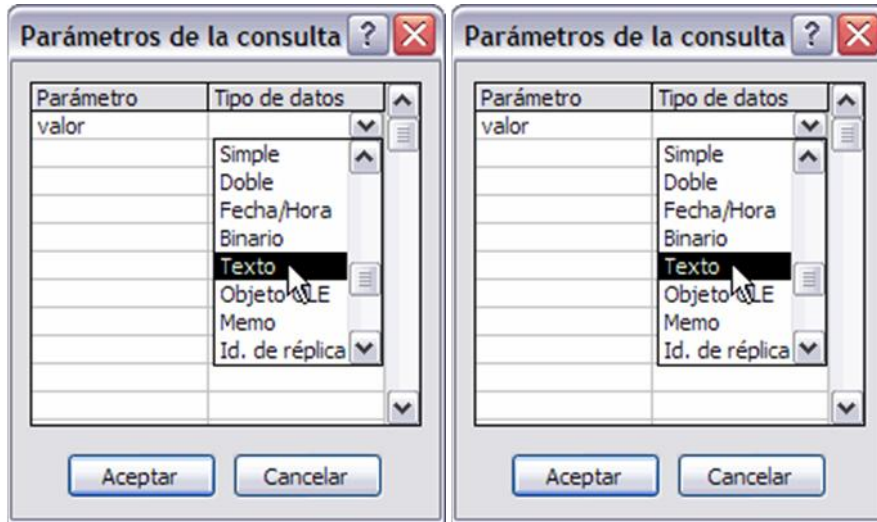 Parámetros de la consulta ?
Parámetro Tipo de datos
valor
Simple
Doble
Fecha/Hora
Binario
Texto
Objeto OLE
Memo
Id. de réplica
Aceptar Cancelar
Parámetros de la consulta ?
Parámetro Tipo de datos
valor
Simple
Doble
Fecha/Hora
Binario
Texto
Objeto OLE
Memo
Id. de réplica
Aceptar Cancelar